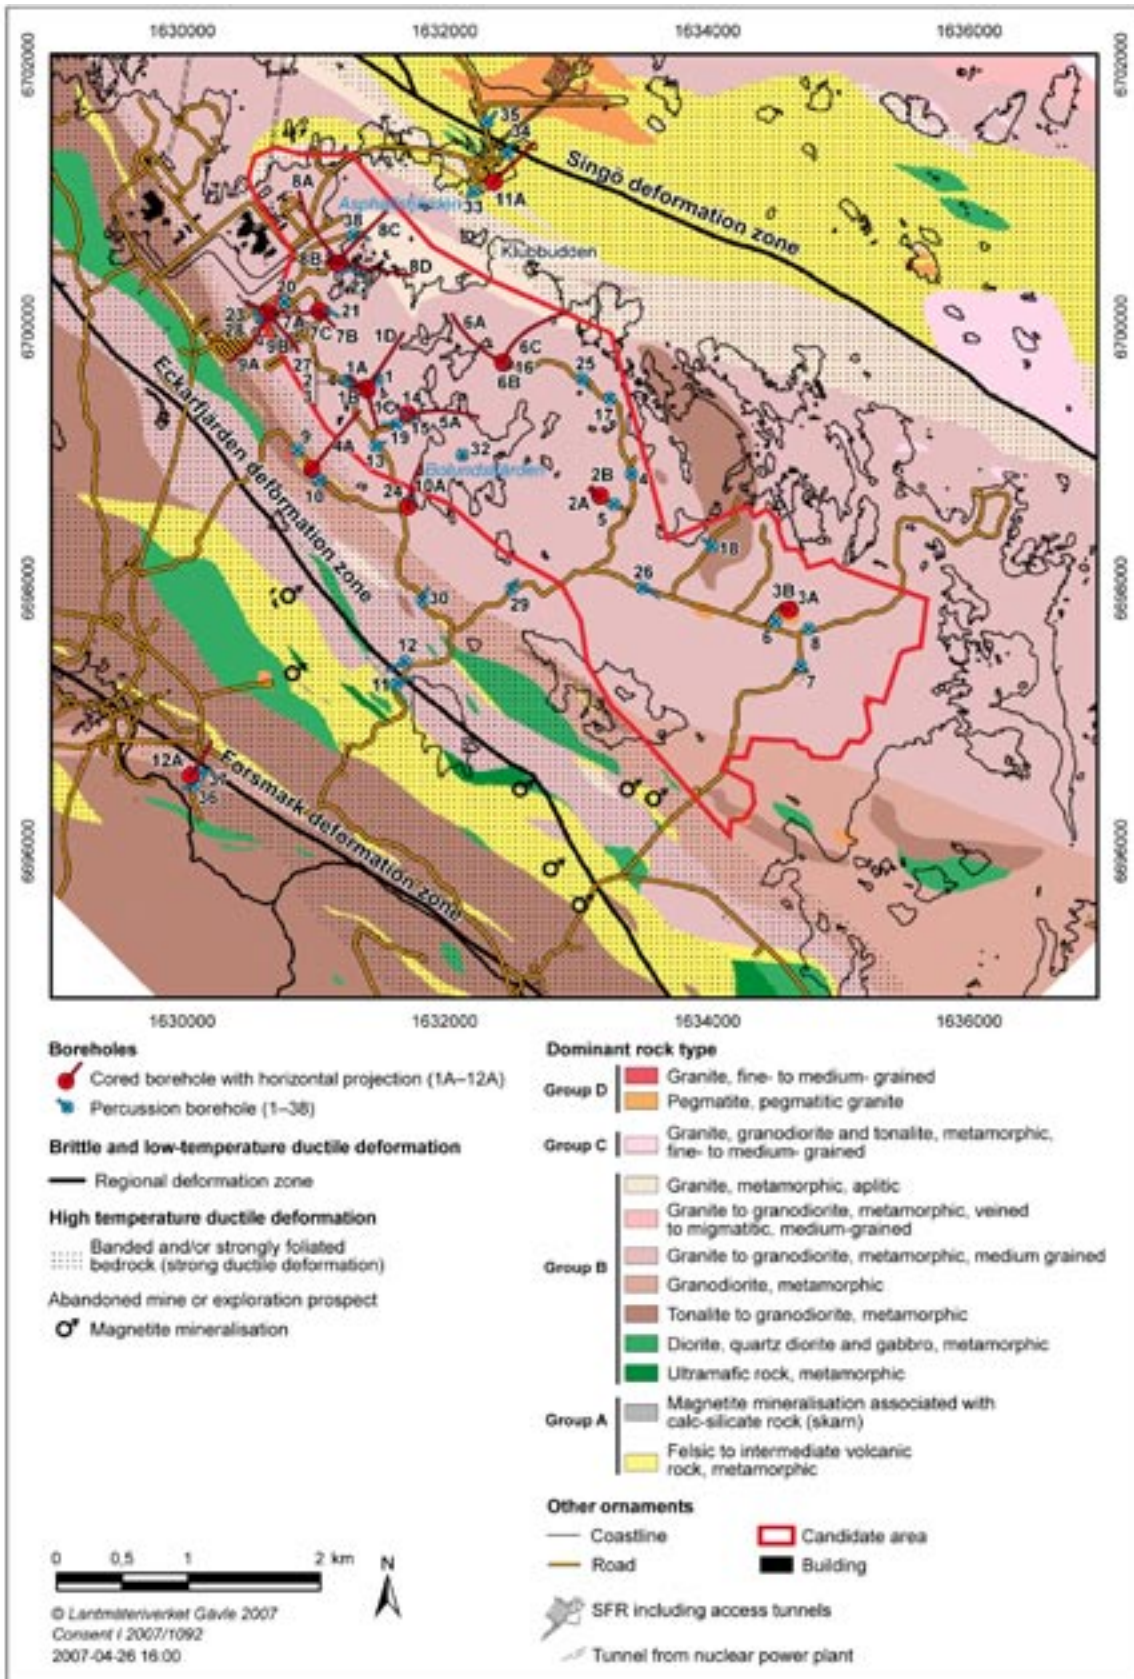 1630000 1632000 1634000 1636000
6702000 6702000
6700000 6700000
6698000 6698000
6696000 6696000
35
34
Singö deformation zone
8A
11A
33
38
8C
8B
8D
Klubbudden
20
21
23
28
7A
7C
7B
1D
6A
6C
9B
9A
27
1A
1
16
6B
25
2
3
1B
1C
14
17
15
5A
19
Eckarfjärden deformation zone
9
4A
13
32
Bolundsfjärden
10
10A
24
2B
4
2A
5
18
26
3B
3A
30
29
6
8
12
7
11
12A
36
Forsmark deformation zone
1630000 1632000 1634000 1636000
Boreholes
Cored borehole with horizontal projection (1A–12A)
Percussion borehole (1–38)
Brittle and low-temperature ductile deformation
Regional deformation zone
High temperature ductile deformation
Banded and/or strongly foliated
bedrock (strong ductile deformation)
Abandoned mine or exploration prospect
Magnetite mineralisation
Dominant rock type
Group D
Granite, fine- to medium- grained
Pegmatite, pegmatitic granite
Group C
Granite, granodiorite and tonalite, metamorphic,
fine- to medium- grained
Group B
Granite, metamorphic, aplitic
Granite to granodiorite, metamorphic, veined
to migmatitic, medium-grained
Granite to granodiorite, metamorphic, medium grained
Granodiorite, metamorphic
Tonalite to granodiorite, metamorphic
Diorite, quartz diorite and gabbro, metamorphic
Ultramafic rock, metamorphic
Group A
Magnetite mineralisation associated with
calc-silicate rock (skarn)
Felsic to intermediate volcanic
rock, metamorphic
Other ornaments
Coastline
Candidate area
Road
Building
SFR including access tunnels
Tunnel from nuclear power plant
0 0,5 1 2 km
N
© Lantmäteriverket Gävle 2007
Consent I 2007/1092
2007-04-26 16:00